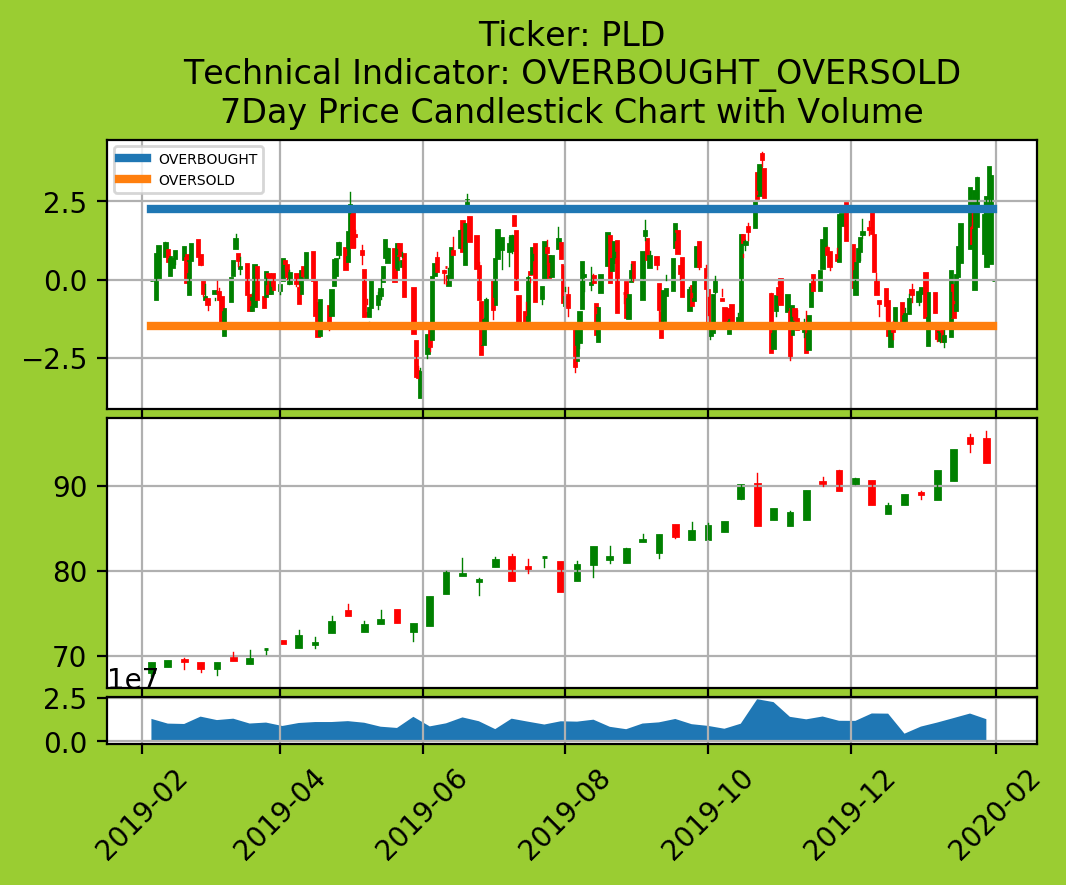 Ticker: PLD
Technical Indicator: OVERBOUGHT_OVERSOLD
7Day Price Candlestick Chart with Volume
OVERBOUGHT
OVERSOLD
2.5
0.0
−2.5
90
80
70
1e7
2.5
0.0
2019-02
2019-04
2019-06
2019-08
2019-10
2019-12
2020-02